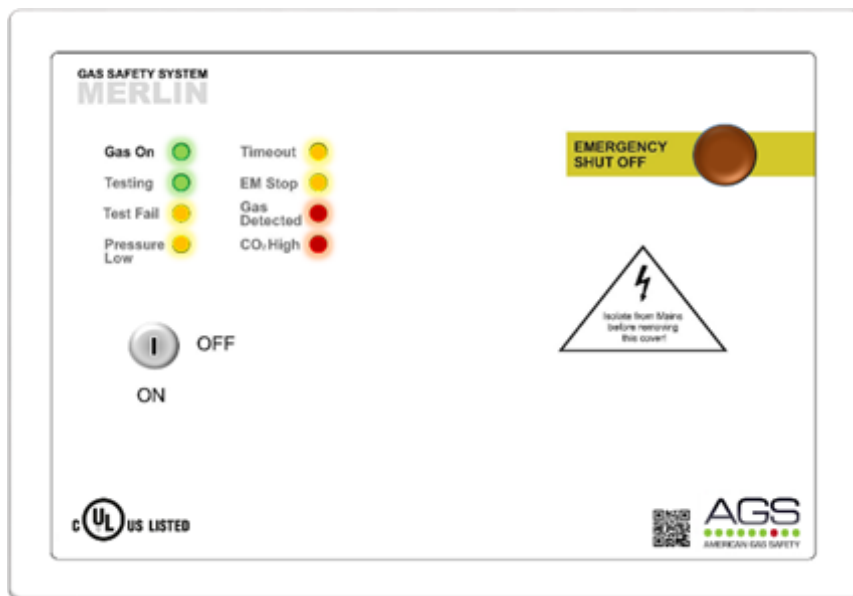 GAS SAFETY SYSTEM
MERLIN
Gas On
Testing
Test Fail
Pressure
Low
Timeout
EM Stop
Gas
Detected
CO₂ High
EMERGENCY
SHUT OFF
Isolate from Mains
before removing
this cover!
OFF
ON
C UL US LISTED
AGS
AMERICAN GAS SAFETY